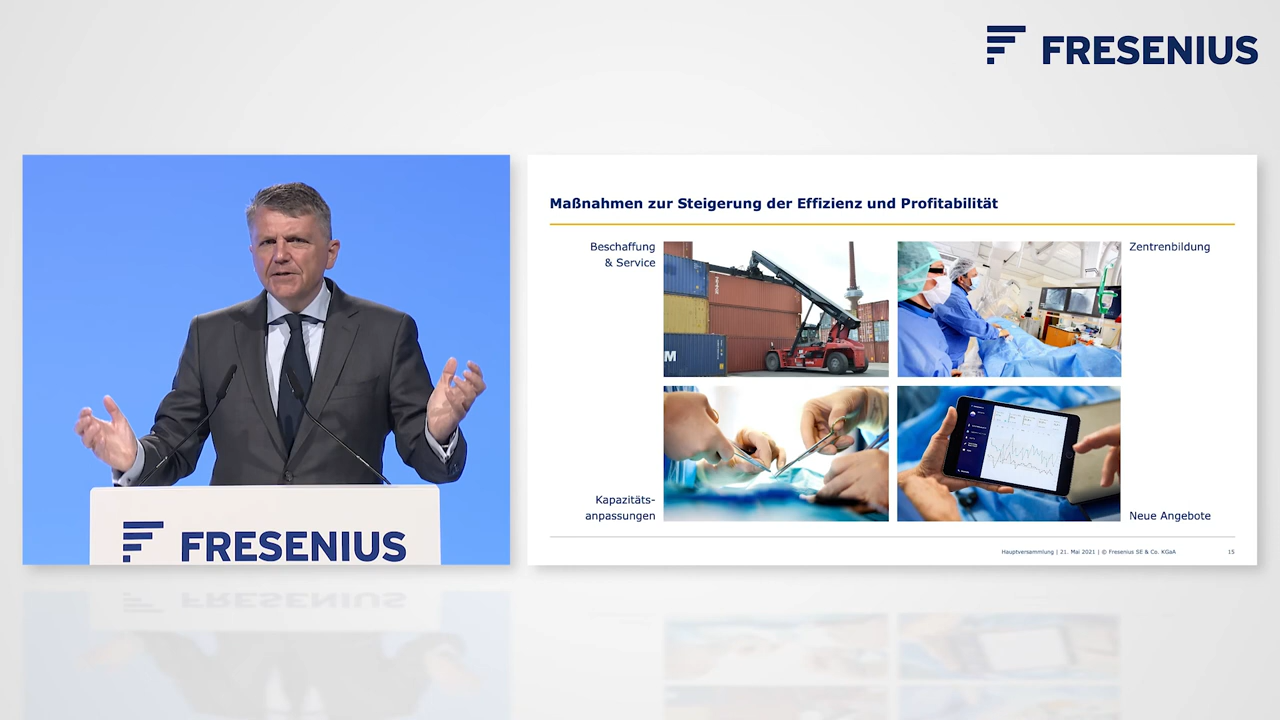 FRESENIUS
Maßnahmen zur Steigerung der Effizienz und Profitabilität
Beschaffung
& Service
Zentrenbildung
Kapazitäts-
anpassungen
Neue Angebote
Hauptversammlung | 21. Mai 2021 | © Fresenius SE & Co. KGaA
15
FRESENIUS